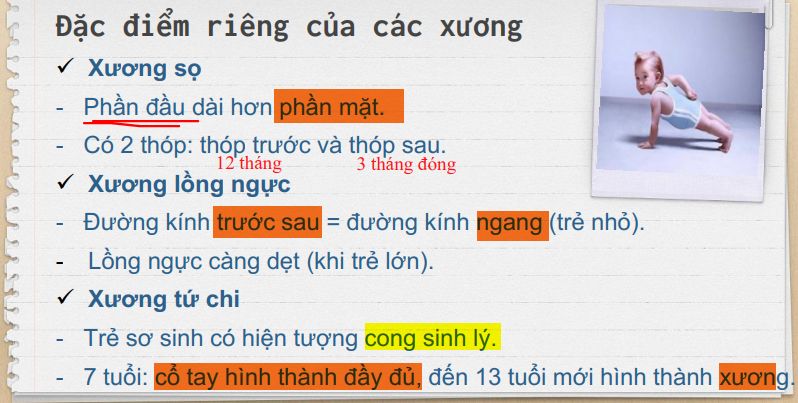 Đặc điểm riêng của các xương
✓ Xương sọ
- Phần đầu dài hơn phần mặt.
- Có 2 thóp: thóp trước và thóp sau.
12 tháng 3 tháng đóng
✓ Xương lồng ngực
- Đường kính trước sau = đường kính ngang (trẻ nhỏ).
- Lồng ngực càng dẹt (khi trẻ lớn).
✓ Xương tứ chi
- Trẻ sơ sinh có hiện tượng cong sinh lý.
- 7 tuổi: cổ tay hình thành đầy đủ, đến 13 tuổi mới hình thành xương.